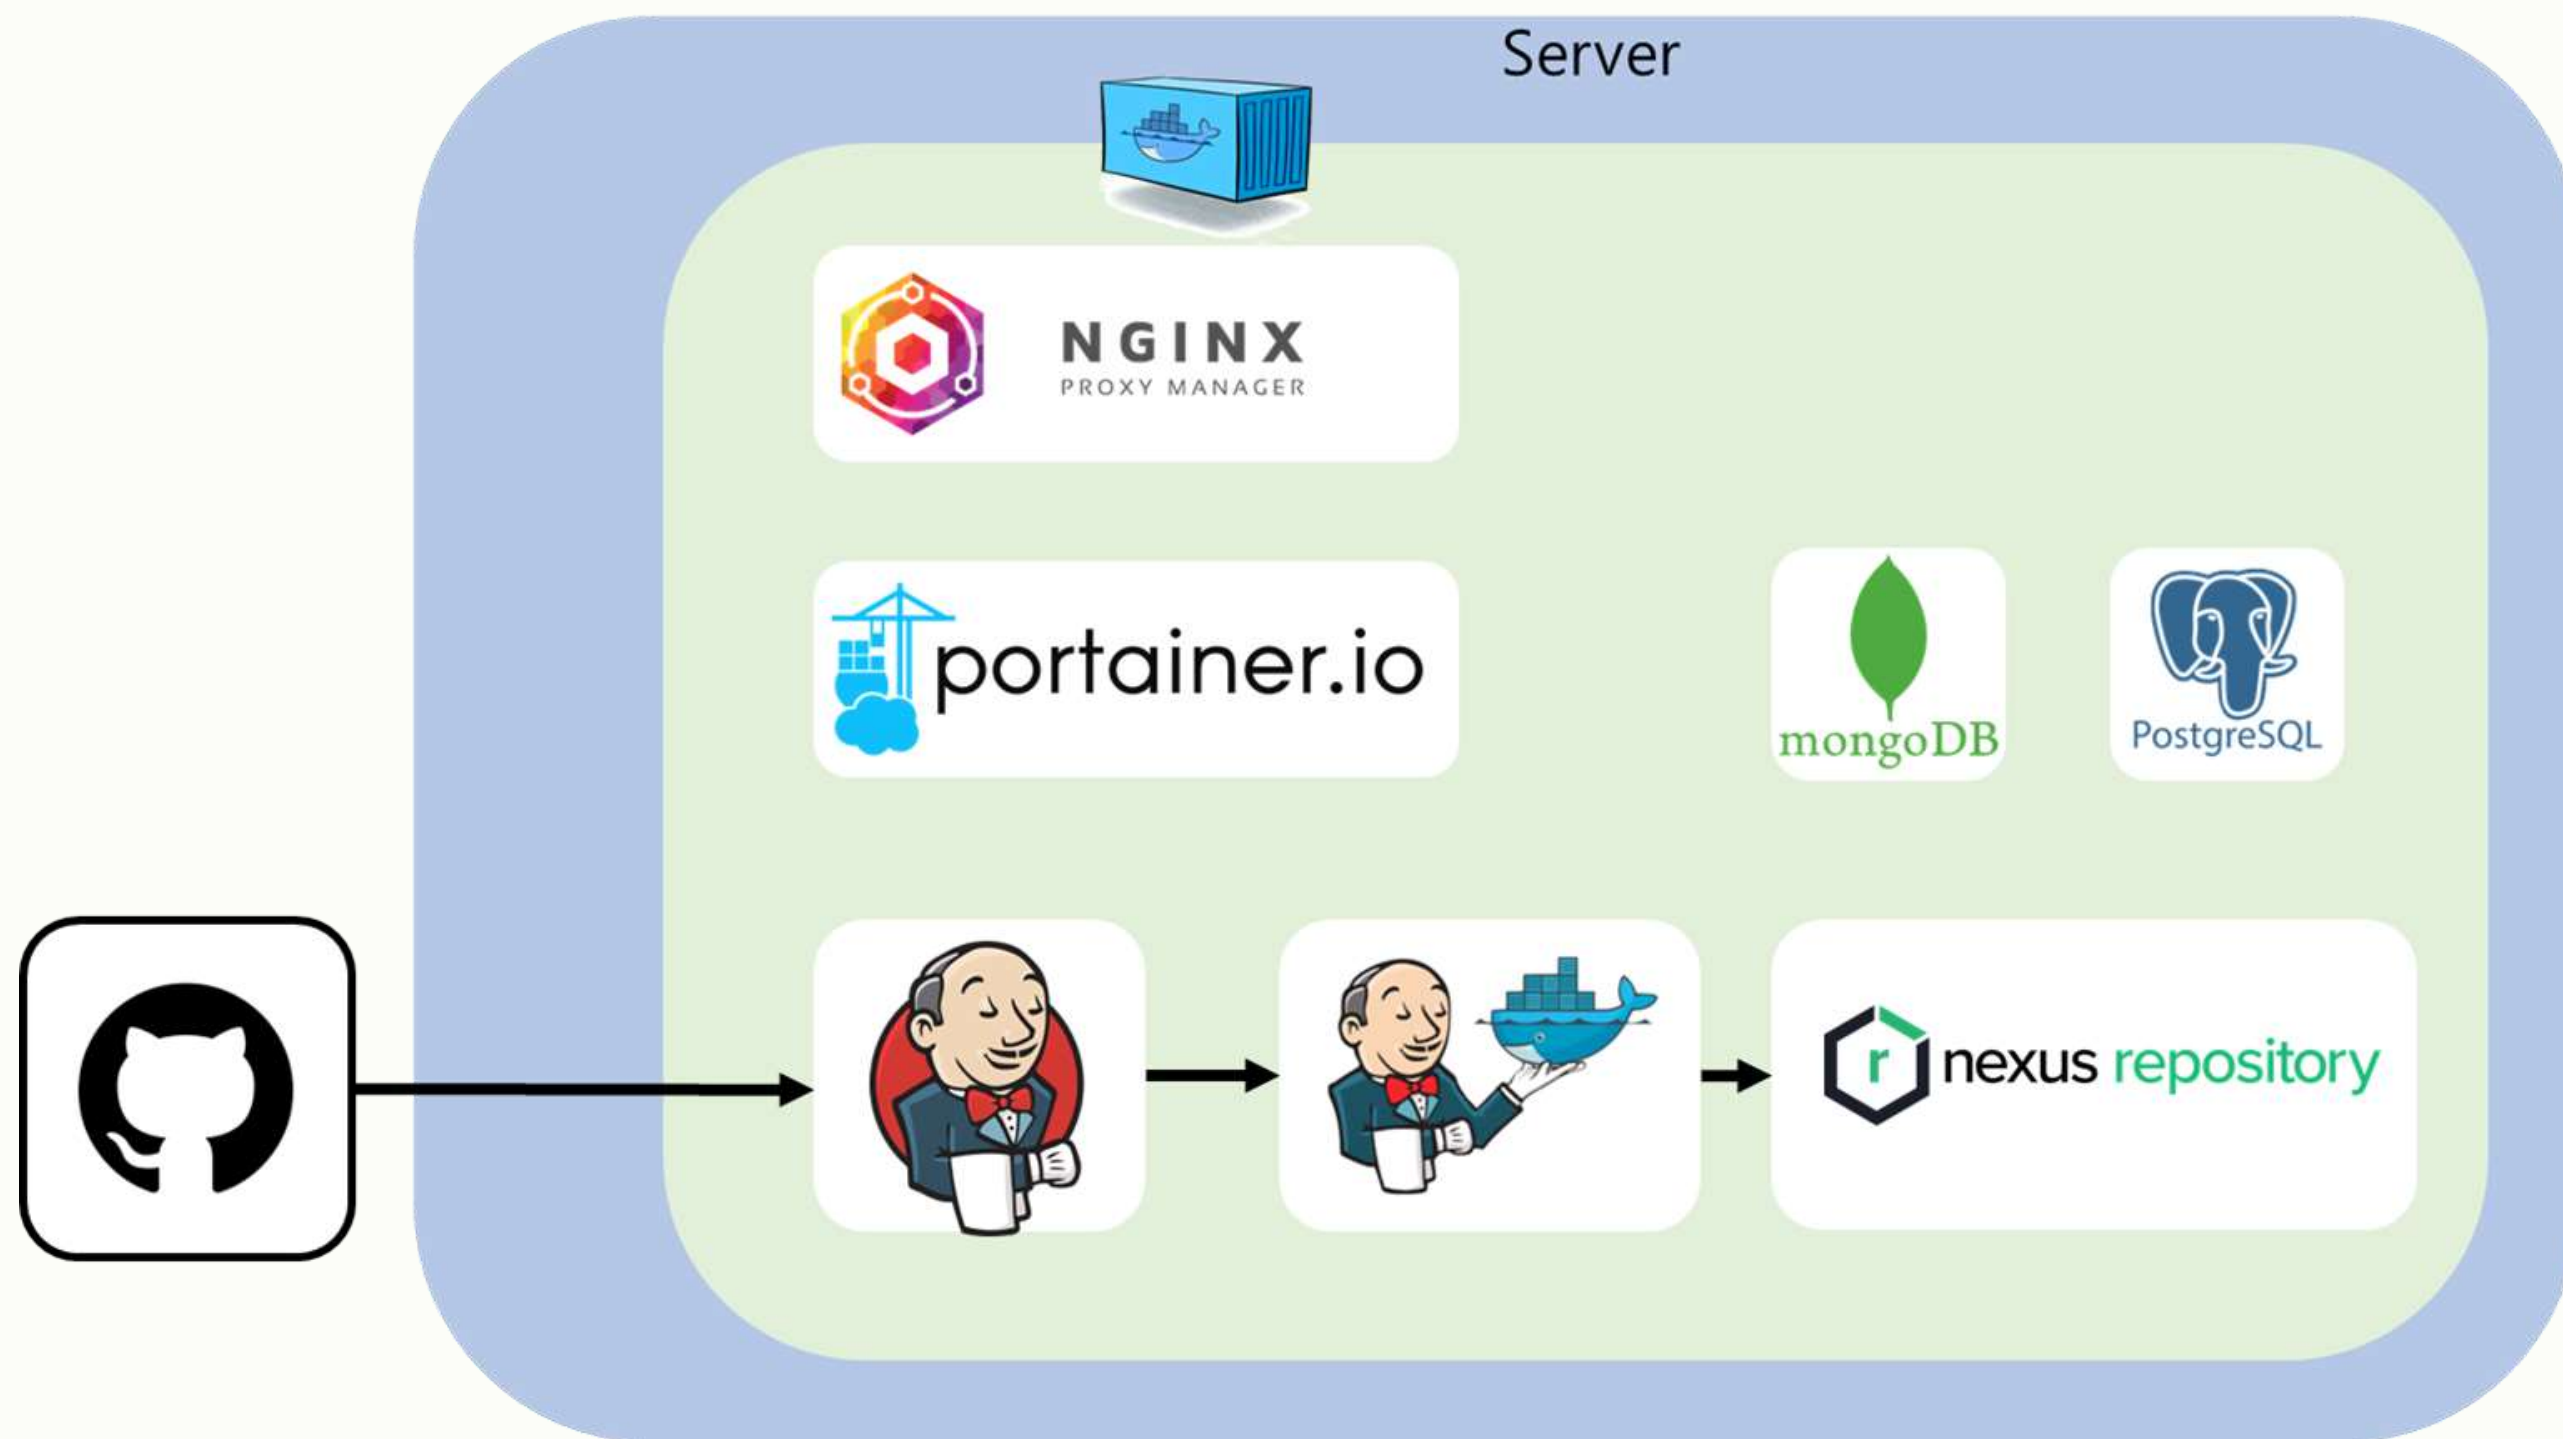 Server
NGINX
PROXY MANAGER
portainer.io
mongoDB
PostgreSQL
r nexus repository